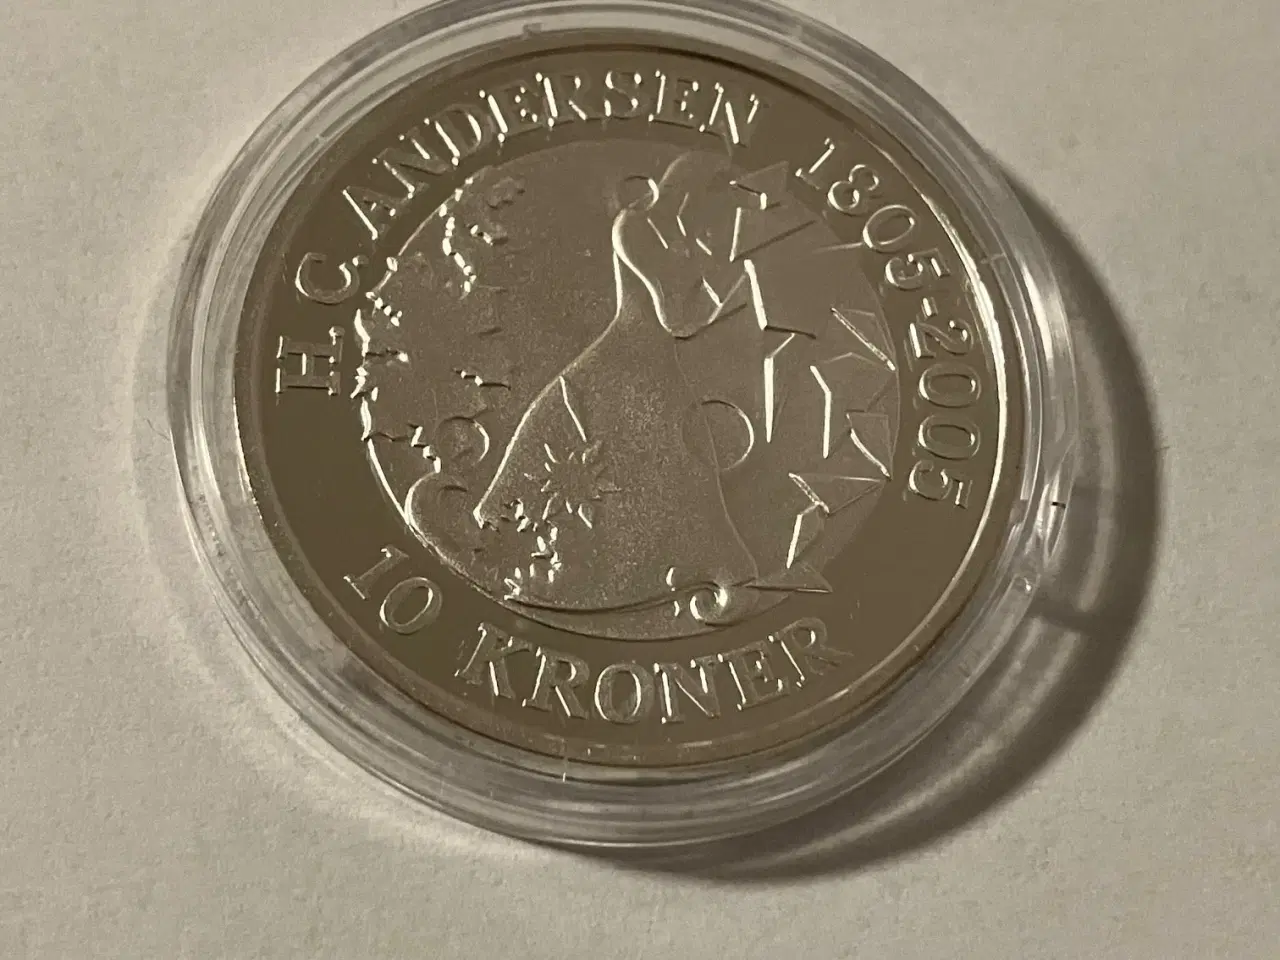 H.C. ANDERSEN 1805-2005
10 KRONER